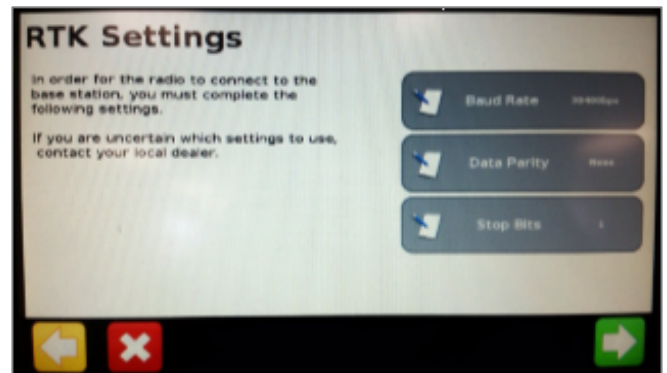 RTK Settings
In order for the radio to connect to the
base station, you must complete the
following settings.
If you are uncertain which settings to use,
contact your local dealer.
Baud Rate
Data Parity None
Stop Bits 1